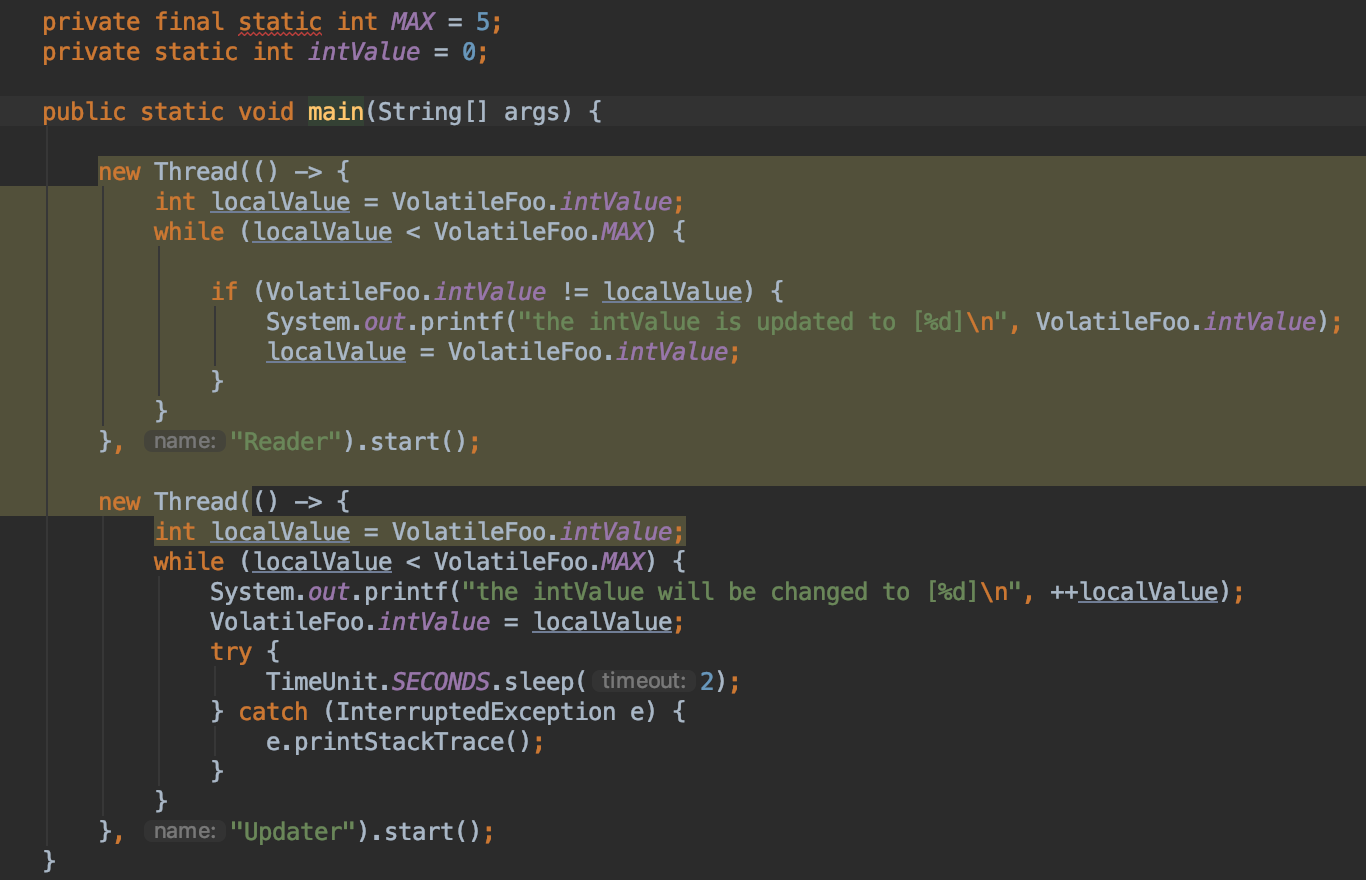 private final static int MAX = 5;
private static int intValue = 0;
public static void main(String[] args) {
new Thread(() -> {
int localValue = VolatileFoo.intValue;
while (localValue < VolatileFoo.MAX) {
if (VolatileFoo.intValue != localValue) {
System.out.printf("the intValue is updated to [%d]\n", VolatileFoo.intValue);
localValue = VolatileFoo.intValue;
}
}
}, name: "Reader").start();
new Thread(() -> {
int localValue = VolatileFoo.intValue;
while (localValue < VolatileFoo.MAX) {
System.out.printf("the intValue will be changed to [%d]\n", ++localValue);
VolatileFoo.intValue = localValue;
try {
TimeUnit.SECONDS.sleep( timeout: 2);
} catch (InterruptedException e) {
e.printStackTrace();
}
}
}, name: "Updater").start();
}